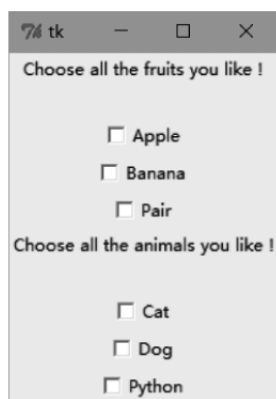 tk
Choose all the fruits you like !
Apple
Banana
Pair
Choose all the animals you like !
Cat
Dog
Python